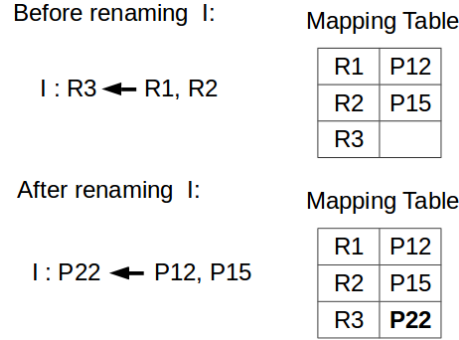 Before renaming I:
Mapping Table
I : R3 ← R1, R2
R1 P12
R2 P15
R3
After renaming I:
Mapping Table
I : P22 ← P12, P15
R1 P12
R2 P15
R3 P22